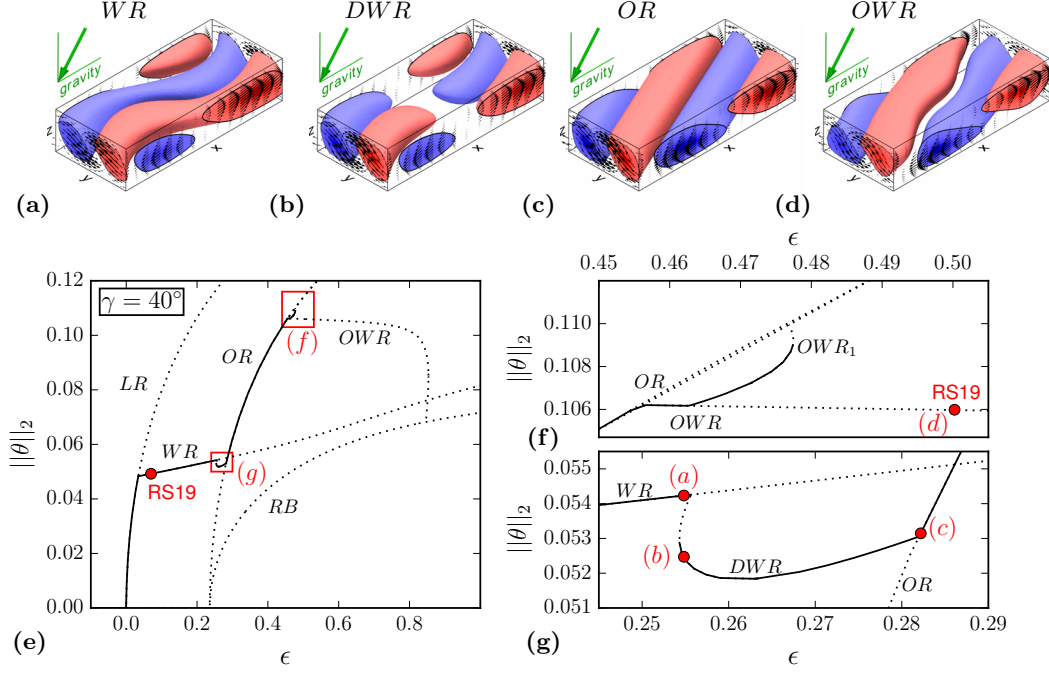 WR
DWR
OR
OWR
gravity
gravity
gravity
gravity
z
y
x
z
y
x
z
y
x
z
y
x
(a)
(b)
(c)
(d)
0.12
0.10
0.08
0.06
0.04
0.02
0.00
||θ||₂
γ = 40°
LR
OR
OWR
(f)
WR
RS19
(g)
RB
0.0 0.2 0.4 0.6 0.8
ϵ
(e)
ϵ
0.45 0.46 0.47 0.48 0.49 0.50
0.110
0.108
0.106
||θ||₂
OR
OWR₁
OWR
RS19
(d)
(f)
0.055
0.054
0.053
0.052
0.051
||θ||₂
WR
(a)
(b)
DWR
(c)
OR
0.25 0.26 0.27 0.28 0.29
ϵ
(g)